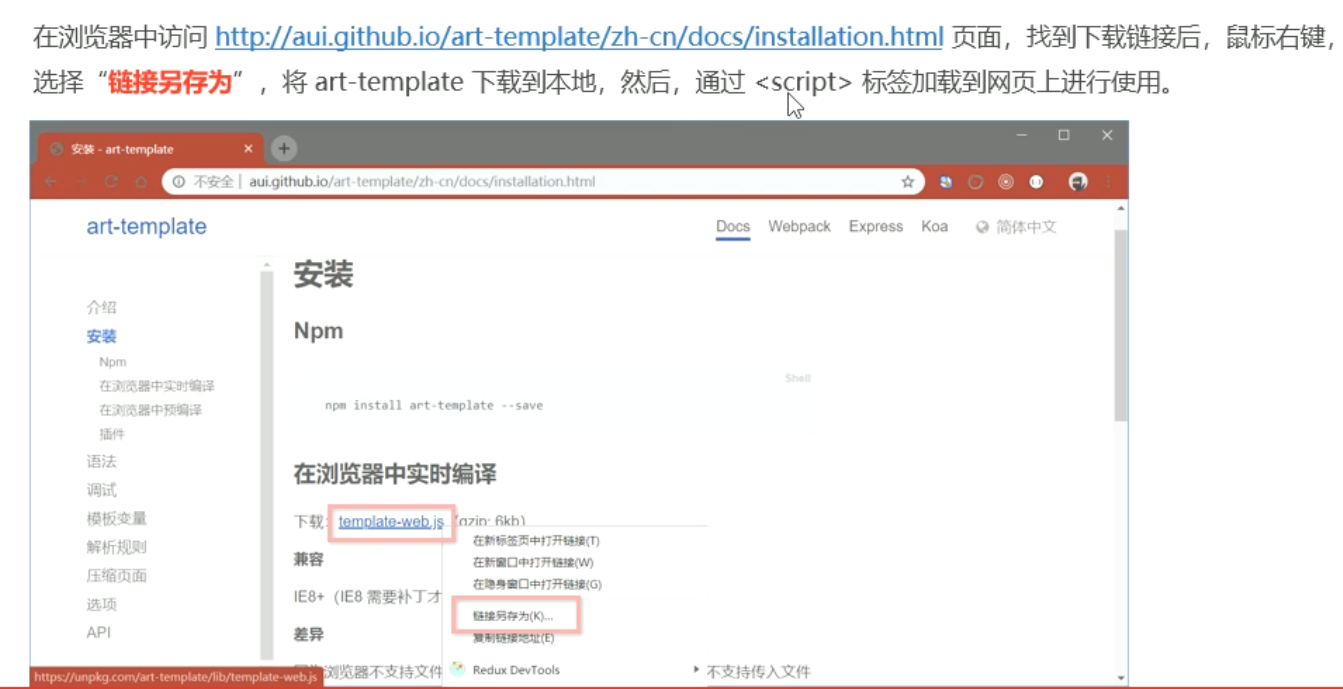 在浏览器中访问 http://aui.github.io/art-template/zh-cn/docs/installation.html 页面，找到下载链接后，鼠标右键，
选择“链接另存为”，将 art-template 下载到本地，然后，通过 <script> 标签加载到网页上进行使用。
安装 - art-template
不安全 | aui.github.io/art-template/zh-cn/docs/installation.html
art-template
Docs Webpack Express Koa 简体中文
介绍
安装
Npm
在浏览器中实时编译
在浏览器中预编译
插件
语法
调试
模板变量
解析规则
压缩页面
选项
API
安装
Npm
Shell
npm install art-template --save
在浏览器中实时编译
下载: template-web.js (gzip: 6kb)
兼容
IE8+（IE8 需要补丁才
差异
浏览器不支持文件
不支持传入文件
在新标签页中打开链接(T)
在新窗口中打开链接(W)
在隐身窗口中打开链接(G)
链接另存为(K)...
复制链接地址(E)
Redux DevTools
https://unpkg.com/art-template/lib/template-web.js